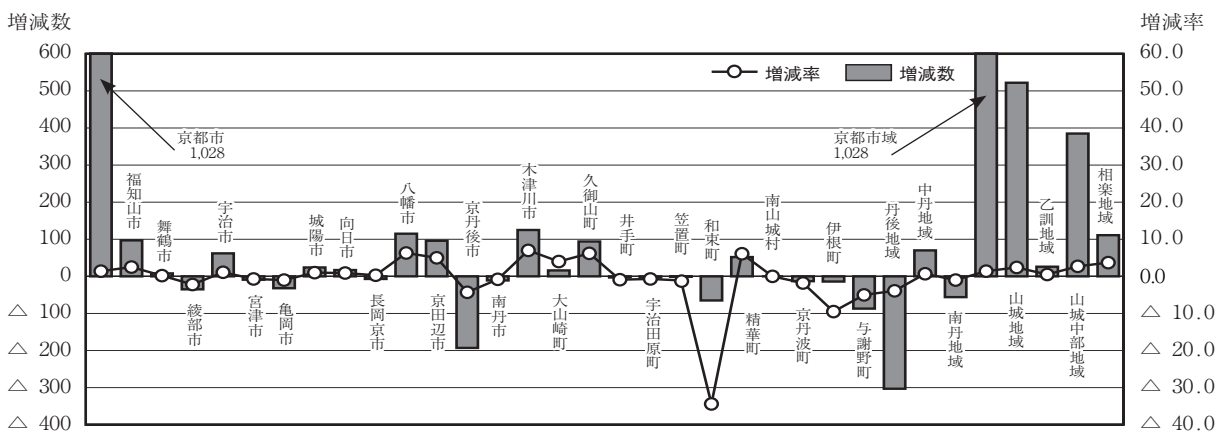 増減数
増減率
600
500
400
300
200
100
0
△ 100
△ 200
△ 300
△ 400
60.0
50.0
40.0
30.0
20.0
10.0
0.0
△ 10.0
△ 20.0
△ 30.0
△ 40.0
増減率
増減数
京都市
1,028
福知山市
舞鶴市
綾部市
宇治市
宮津市
亀岡市
城陽市
向日市
長岡京市
八幡市
京田辺市
京丹後市
南丹市
木津川市
大山崎町
久御山町
井手町
宇治田原町
笠置町
和束町
精華町
南山城村
京丹波町
伊根町
与謝野町
丹後地域
中丹地域
南丹地域
京都市域
1,028
山城地域
乙訓地域
山城中部地域
相楽地域